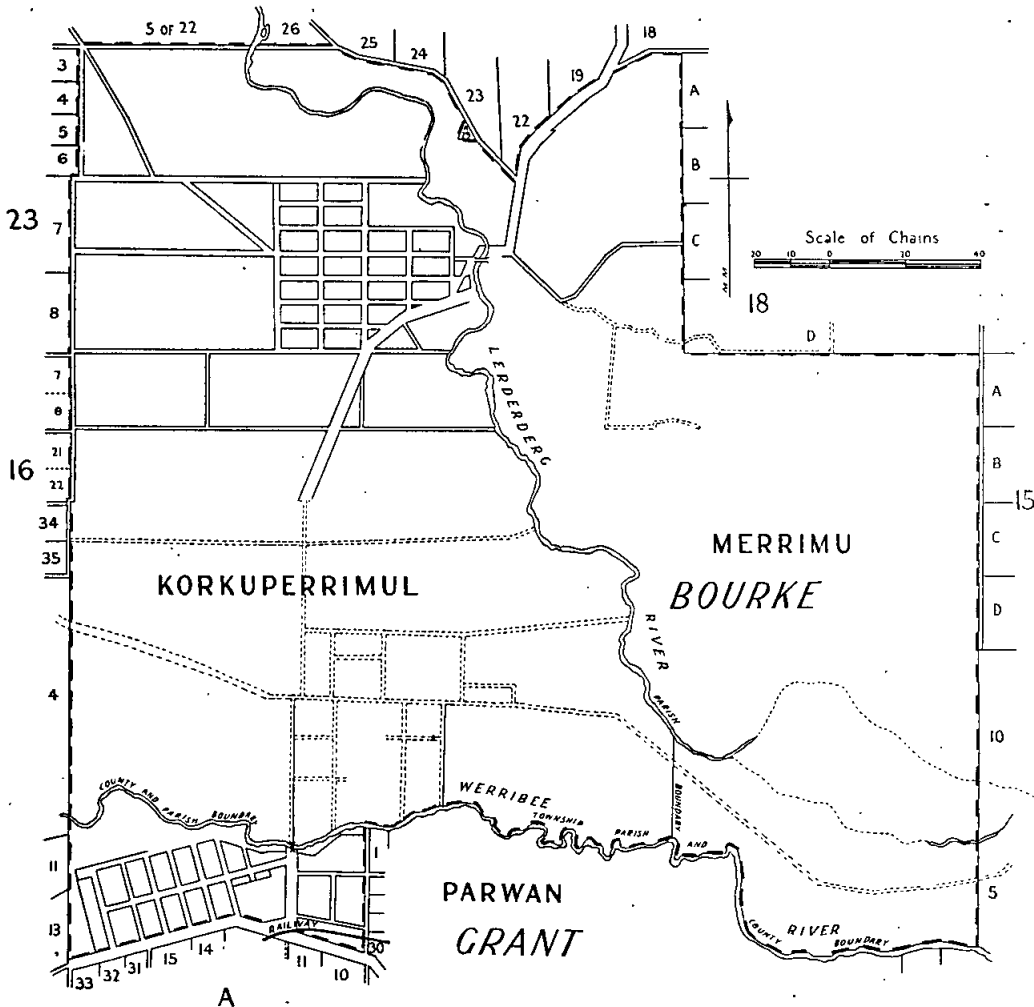 5 OF 22
26
25
24
23
22
19
18
3
4
5
6
23
7
8
A
B
C
Scale of Chains
20 10 0 20 40
18
D
7
8
21
22
16
34
35
A
B
C
D
15
LERDERDERG
RIVER
MERRIMU
BOURKE
KORKUPERRIMUL
PARISH
BOUNDARY
4
10
5
COUNTY AND PARISH BOUNDARY
WERRIBEE
TOWNSHIP
PARISH AND
RIVER
COUNTY BOUNDARY
PARWAN
GRANT
11
13
1
RAILWAY
33
32
31
15
14
11
10
30
A